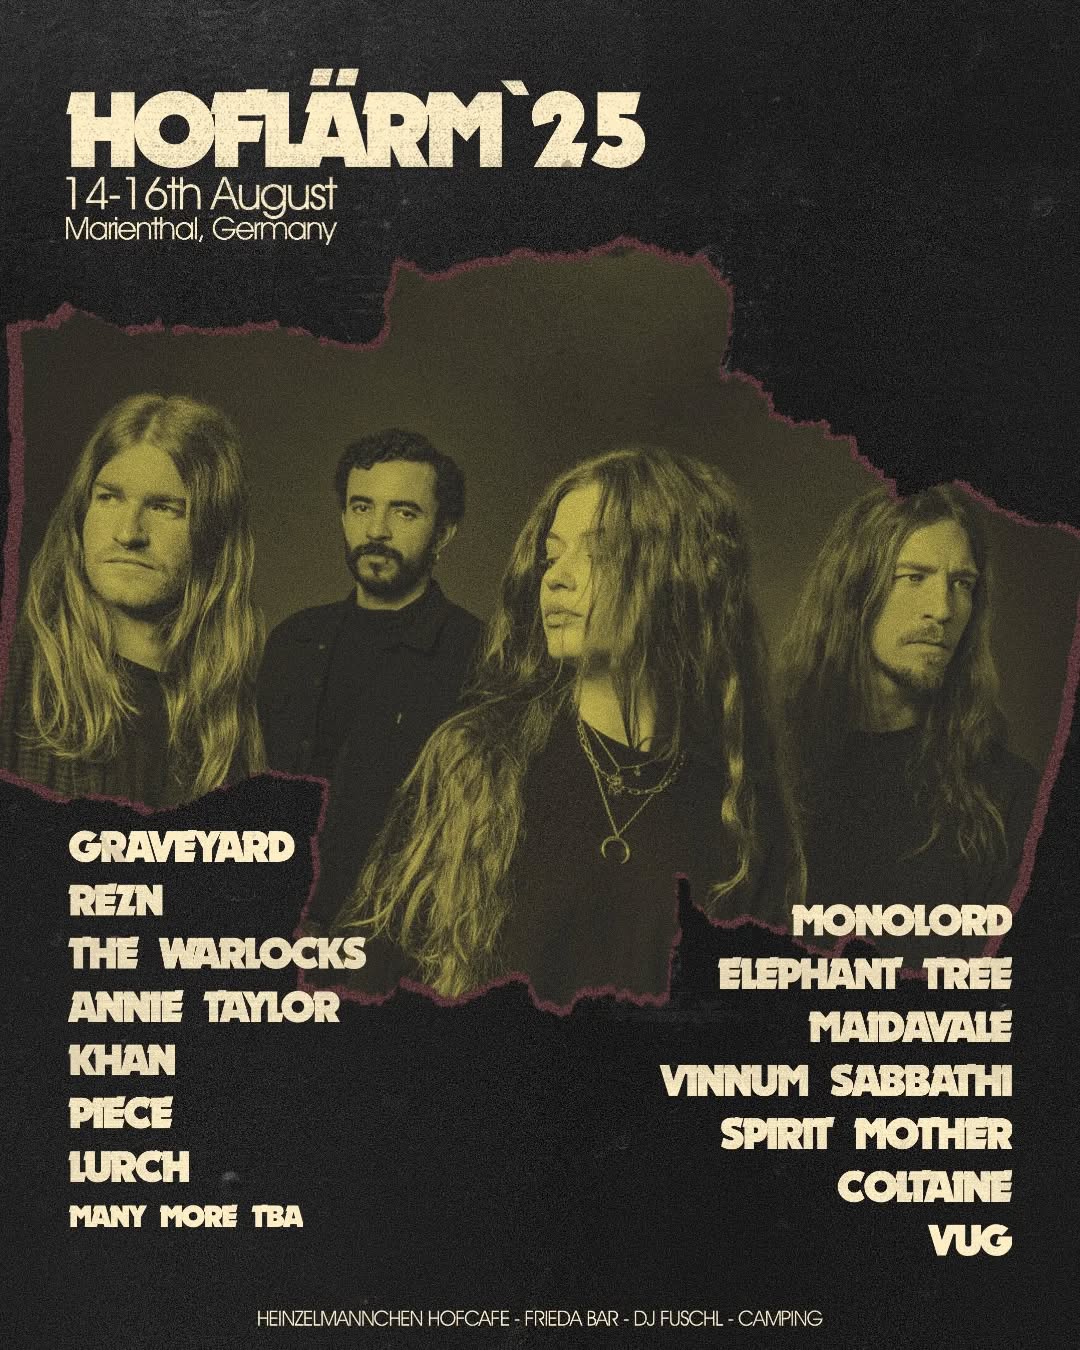 HOFLÄRM`25
14-16th August
Marienthal, Germany
GRAVEYARD
REZN
THE WARLOCKS
ANNIE TAYLOR
KHAN
PIECE
LURCH
MANY MORE TBA
MONOLORD
ELEPHANT TREE
MAIDAVALE
VINNUM SABBATHI
SPIRIT MOTHER
COLTAINE
VUG
HEINZELMANNCHEN HOFCAFE - FRIEDA BAR - DJ FUSCHL - CAMPING